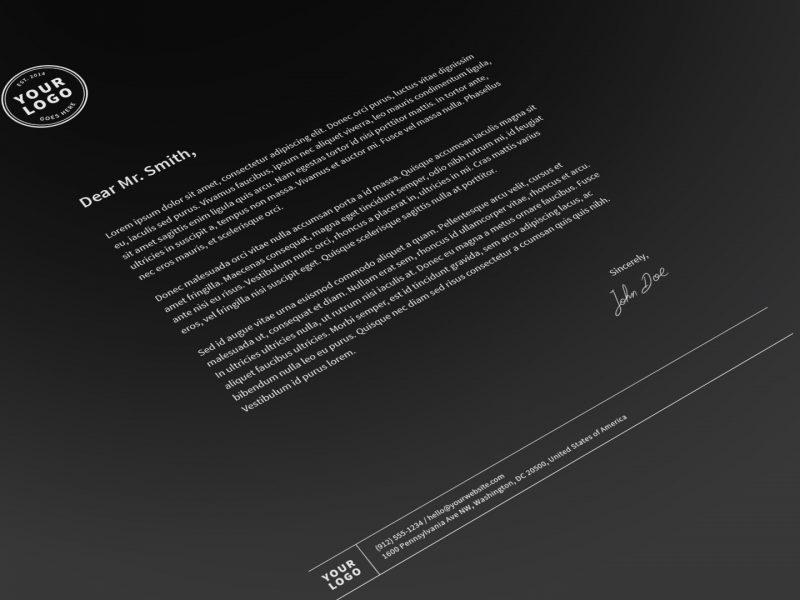 EST. 2014
YOUR
LOGO
GOES HERE
Dear Mr. Smith,
Lorem ipsum dolor sit amet, consectetur adipiscing elit. Donec orci purus, luctus vitae dignissim
eu, iaculis sed purus. Vivamus faucibus, ipsum nec aliquet viverra, leo mauris condimentum ligula,
sit amet sagittis enim ligula quis arcu. Nam egestas tortor id nisi porttitor mattis. In tortor ante,
ultricies in suscipit a, tempus non massa. Vivamus et auctor mi. Fusce vel massa nulla. Phasellus
nec eros mauris, et scelerisque orci.
Donec malesuada orci vitae nulla accumsan porta a id massa. Quisque accumsan iaculis magna sit
amet fringilla. Maecenas consequat, magna eget tincidunt semper, odio nibh rutrum mi, id feugiat
ante nisi eu risus. Vestibulum nunc orci, rhoncus a placerat in, ultricies in mi. Cras mattis varius
eros, vel fringilla nisi suscipit eget. Quisque scelerisque sagittis nulla at porttitor.
Sed id augue vitae urna euismod commodo aliquet a quam. Pellentesque arcu velit, cursus et
malesuada ut, consequat et diam. Nullam erat sem, rhoncus id ullamcorper vitae, rhoncus et arcu.
In ultricies ultricies nulla, ut rutrum nisi iaculis at. Donec eu magna a metus ornare faucibus. Fusce
aliquet faucibus ultricies. Morbi semper, est id tincidunt gravida, sem arcu adipiscing lacus, ac
bibendum nulla leo eu purus. Quisque nec diam sed risus consectetur a ccumsan quis quis nibh.
Vestibulum id purus lorem.
Sincerely,
John Doe
YOUR
LOGO
(912) 555-1234 / hello@yourwebsite.com
1600 Pennsylvania Ave NW, Washington, DC 20500, United States of America